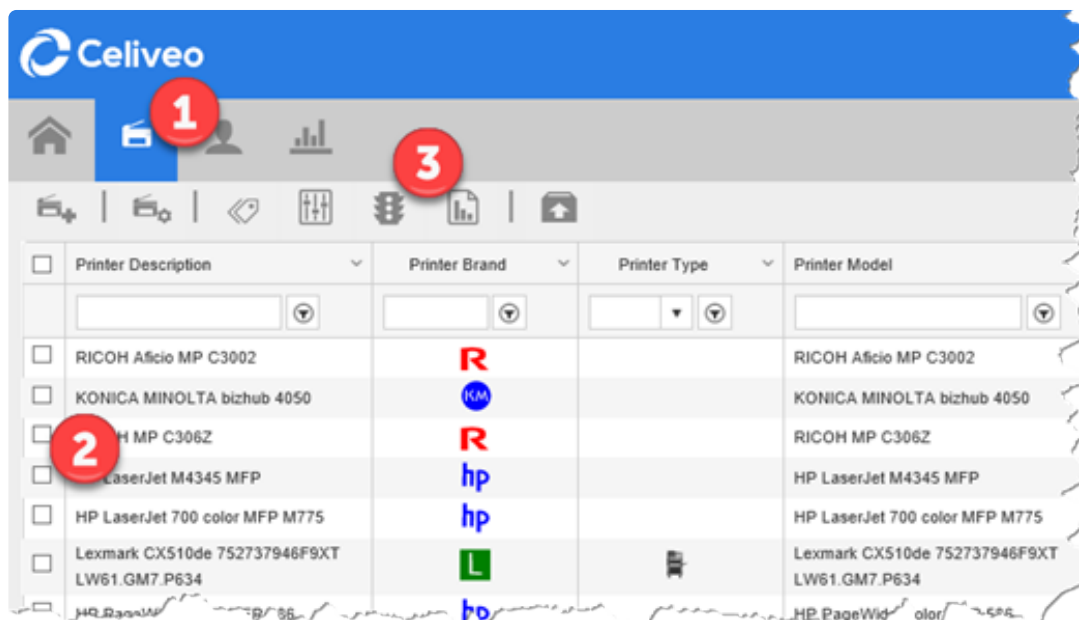 Celiveo
1
3
Printer Description Printer Brand Printer Type Printer Model
RICOH Aficio MP C3002 R RICOH Aficio MP C3002
KONICA MINOLTA bizhub 4050 KM KONICA MINOLTA bizhub 4050
H MP C306Z R RICOH MP C306Z
2
LaserJet M4345 MFP hp HP LaserJet M4345 MFP
HP LaserJet 700 color MFP M775 hp HP LaserJet 700 color MFP M775
Lexmark CX510de 752737946F9XT L Lexmark CX510de 752737946F9XT
LW61.GM7.P634 LW61.GM7.P634
hp